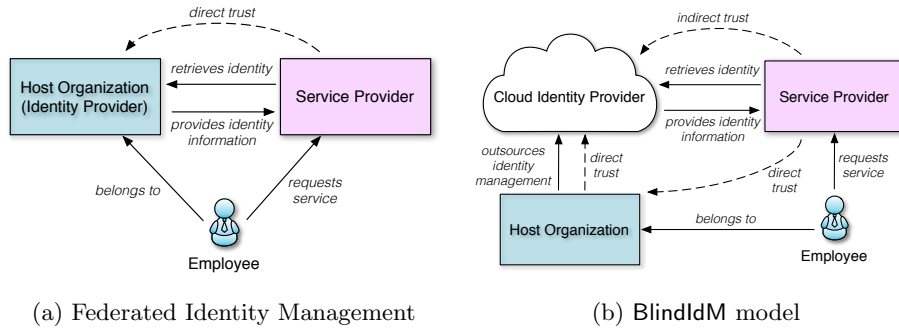 direct trust
Host Organization
(Identity Provider)
retrieves identity
Service Provider
provides identity
information
belongs to
requests
service
Employee
(a) Federated Identity Management
indirect trust
Cloud Identity Provider
retrieves identity
Service Provider
provides identity
information
outsources
identity
management
direct
trust
direct
trust
requests
service
Host Organization
belongs to
Employee
(b) BlindIdM model